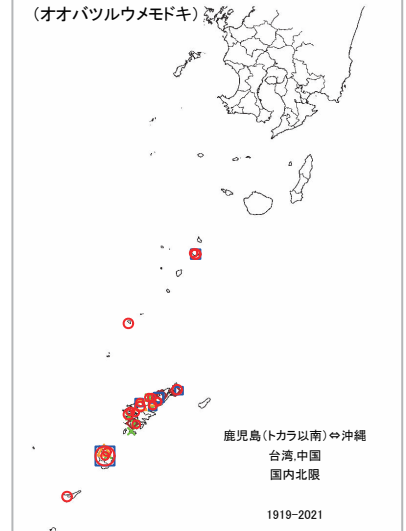 (オオバツルウメモドキ)
鹿児島(トカラ以南)⇔沖縄
台湾,中国
国内北限
1919-2021